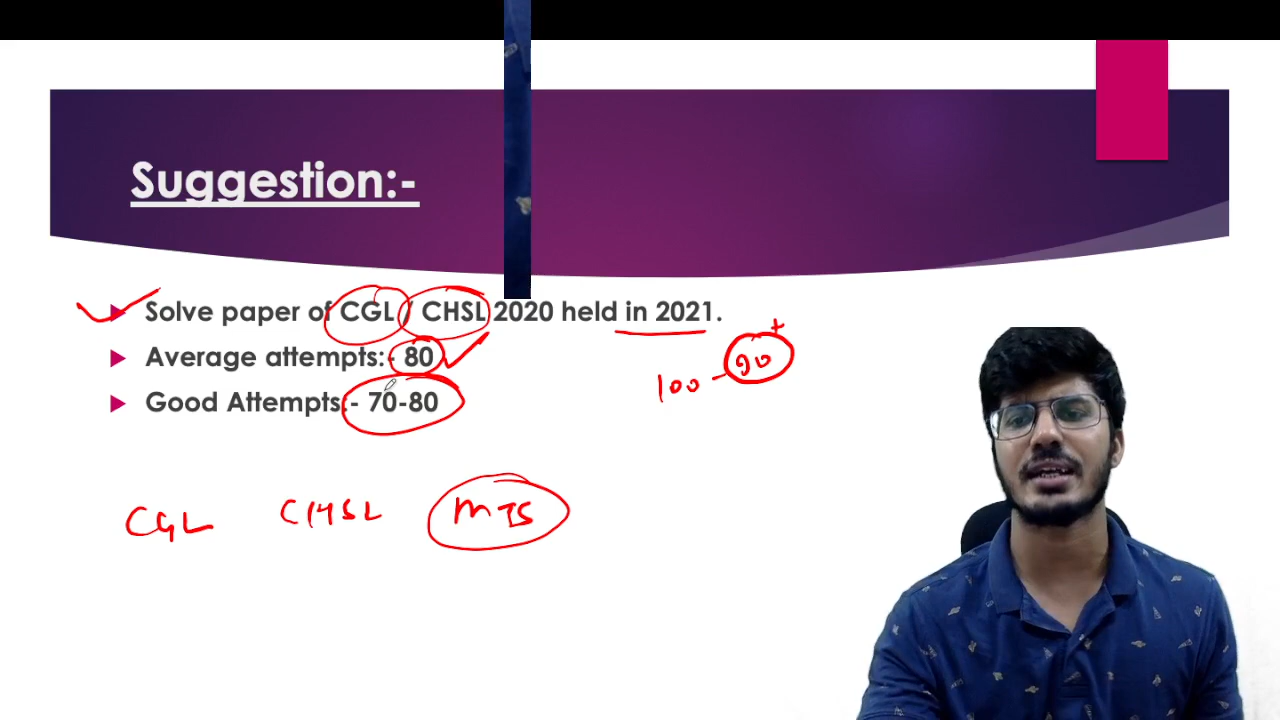 Suggestion:-
Solve paper of CGL / CHSL 2020 held in 2021.
Average attempts:- 80
Good Attempts:- 70-80
100 - 90+
CGL CHSL MTS